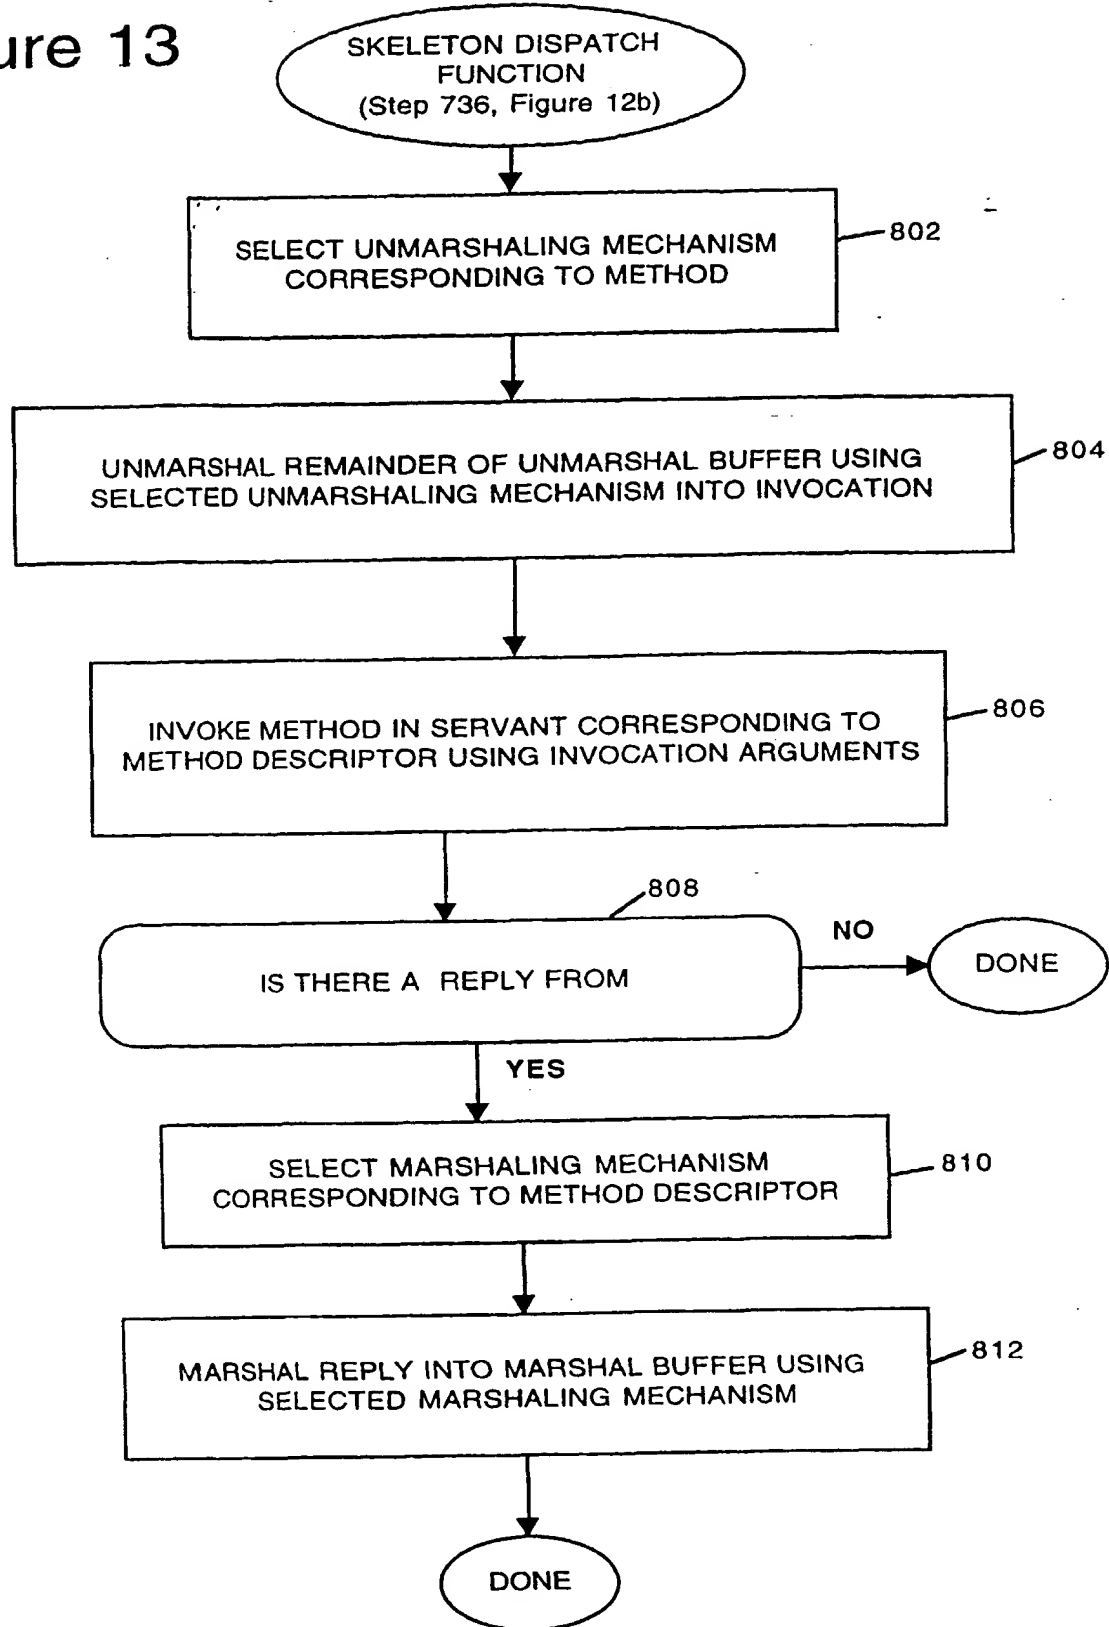 ure 13
SKELETON DISPATCH
FUNCTION
(Step 736, Figure 12b)
SELECT UNMARSHALING MECHANISM
CORRESPONDING TO METHOD
802
UNMARSHAL REMAINDER OF UNMARSHAL BUFFER USING
SELECTED UNMARSHALING MECHANISM INTO INVOCATION
804
INVOKE METHOD IN SERVANT CORRESPONDING TO
METHOD DESCRIPTOR USING INVOCATION ARGUMENTS
806
808
IS THERE A REPLY FROM
NO
DONE
YES
SELECT MARSHALING MECHANISM
CORRESPONDING TO METHOD DESCRIPTOR
810
MARSHAL REPLY INTO MARSHAL BUFFER USING
SELECTED MARSHALING MECHANISM
812
DONE